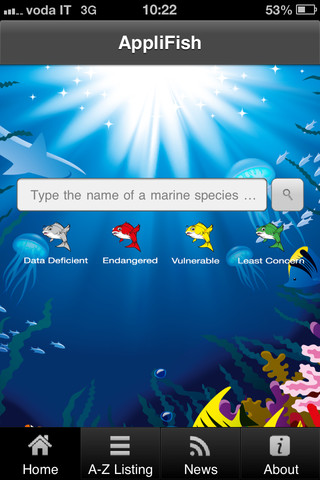 voda IT 3G 10:22 53%
AppliFish
Type the name of a marine species ...
Data Deficient Endangered Vulnerable Least Concern
Home A-Z Listing News About